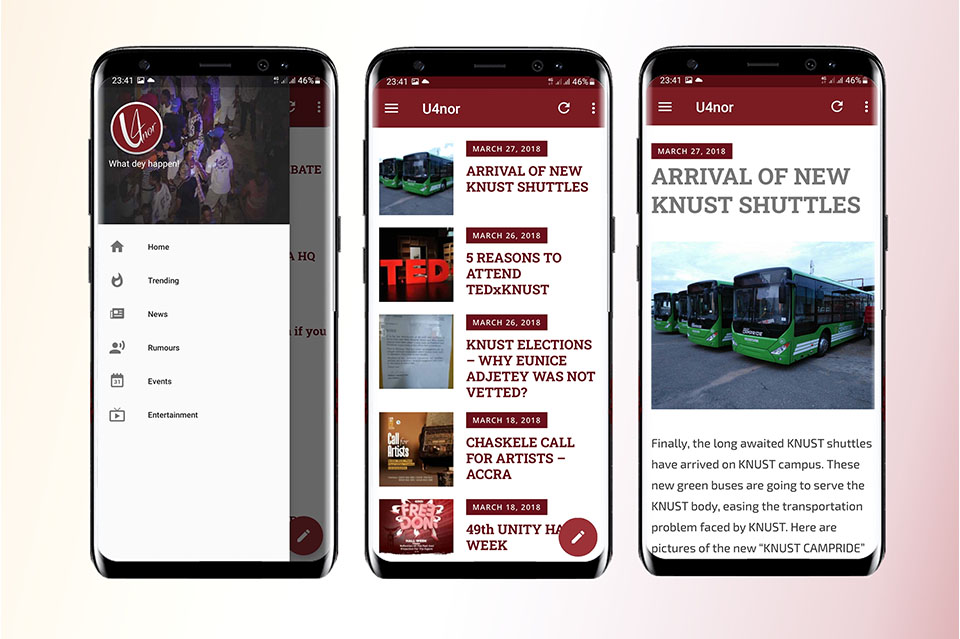 23:41
46%
U4nor
What dey happen!
BATE
A HQ
if you
Home
Trending
News
Rumours
31
Events
Entertainment
23:41
46%
U4nor
MARCH 27, 2018
ARRIVAL OF NEW
KNUST SHUTTLES
MARCH 26, 2018
TED
5 REASONS TO
ATTEND
TEDxKNUST
MARCH 26, 2018
KNUST ELECTIONS
– WHY EUNICE
ADJETEY WAS NOT
VETTED?
MARCH 18, 2018
Call for
Artists
CHASKELE CALL
FOR ARTISTS –
ACCRA
MARCH 18, 2018
FREE
DOM
49th UNITY HA
WEEK
23:41
46%
U4nor
MARCH 27, 2018
ARRIVAL OF NEW
KNUST SHUTTLES
Finally, the long awaited KNUST shuttles
have arrived on KNUST campus. These
new green buses are going to serve the
KNUST body, easing the transportation
problem faced by KNUST. Here are
pictures of the new “KNUST CAMPRIDE”